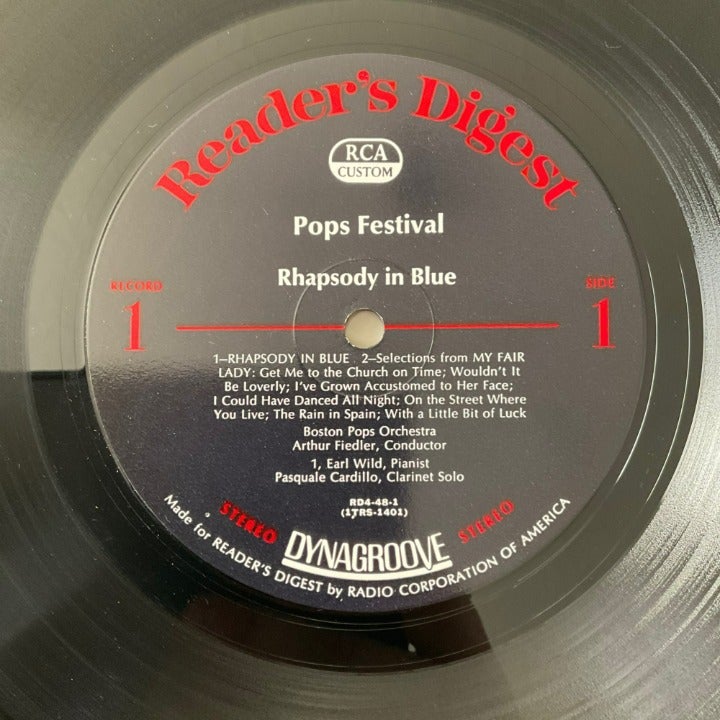 Reader's Digest
RCA
CUSTOM
Pops Festival
Rhapsody in Blue
RECORD
1
SIDE
1
1—RHAPSODY IN BLUE . 2—Selections from MY FAIR
LADY: Get Me to the Church on Time; Wouldn't It
Be Loverly; I've Grown Accustomed to Her Face;
I Could Have Danced All Night; On the Street Where
You Live; The Rain in Spain; With a Little Bit of Luck
Boston Pops Orchestra
Arthur Fiedler, Conductor
1, Earl Wild, Pianist
Pasquale Cardillo, Clarinet Solo
RD4-48-1
(17RS-1401)
STEREO DYNAGROOVE STEREO
Made for READER'S DIGEST by RADIO CORPORATION OF AMERICA